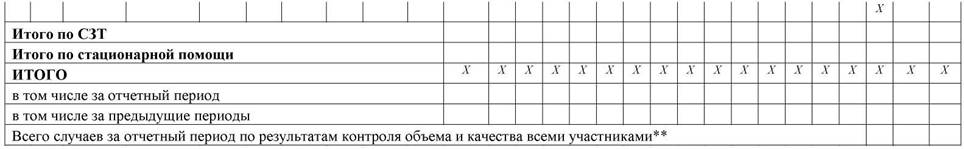 X
Итого по СЗТ
Итого по стационарной помощи
ИТОГО X X X X X X X X X X X X X X X X X X
в том числе за отчетный период
в том числе за предыдущие периоды
Всего случаев за отчетный период по результатам контроля объема и качества всеми участниками**